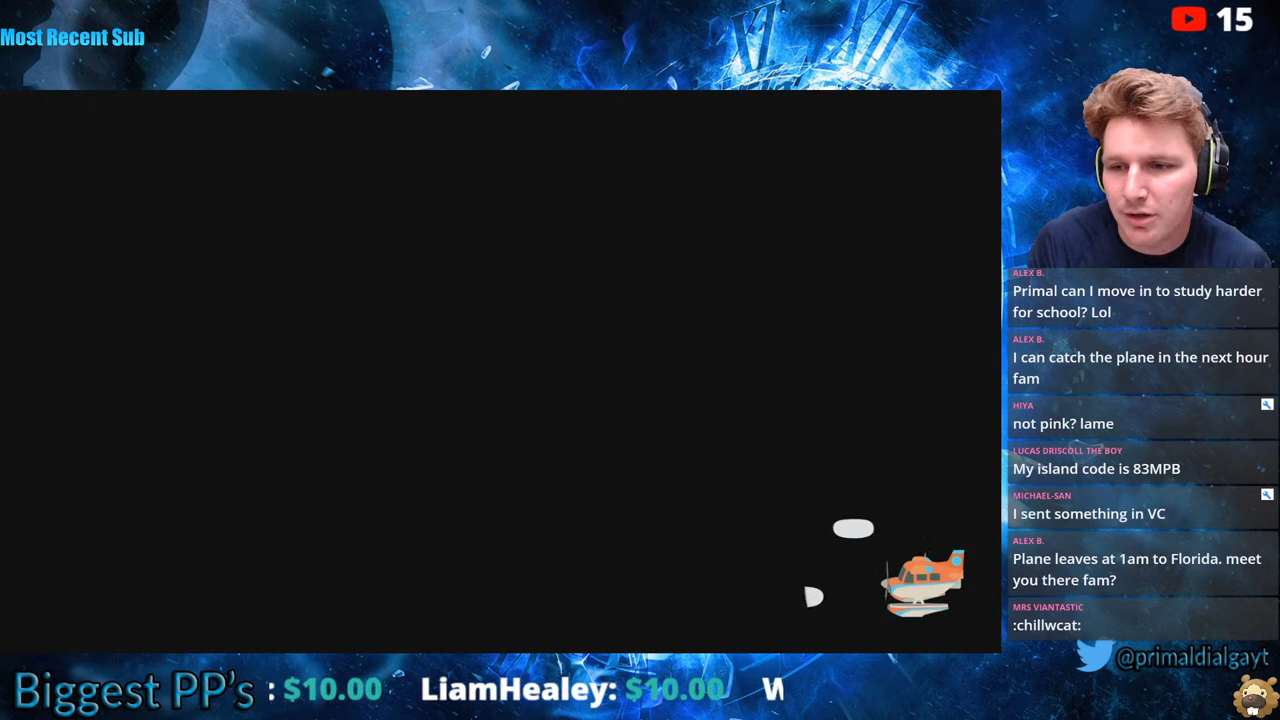 Most Recent Sub
15
ALEX B.
Primal can I move in to study harder
for school? Lol
ALEX B.
I can catch the plane in the next hour
fam
HIYA
not pink? lame
LUCAS DRISCOLL THE BOY
My island code is 83MPB
MICHAEL-SAN
I sent something in VC
ALEX B.
Plane leaves at 1am to Florida. meet
you there fam?
MRS VIANTASTIC
:chillwcat:
@primaldialgayt
Biggest PP's : $10.00 LiamHealey: $10.00